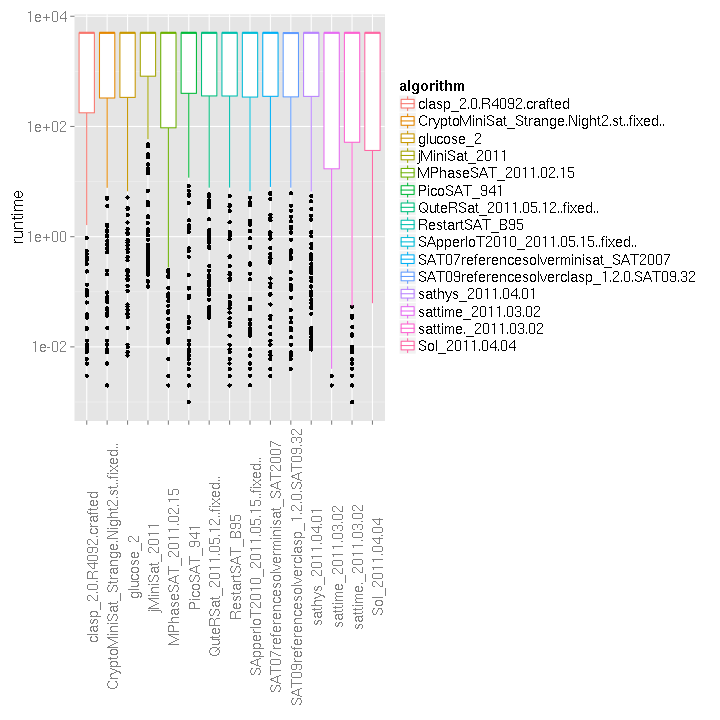 1e+04
1e+02
1e+00
1e-02
runtime
algorithm
clasp_2.0.R4092.crafted
CryptoMiniSat_Strange.Night2.st..fixed..
glucose_2
jMiniSat_2011
MPhaseSAT_2011.02.15
PicoSAT_941
QuteRSat_2011.05.12..fixed..
RestartSAT_B95
SApperloT2010_2011.05.15..fixed..
SAT07referencesolverminisat_SAT2007
SAT09referencesolverclasp_1.2.0.SAT09.32
sathys_2011.04.01
sattime_2011.03.02
sattime._2011.03.02
Sol_2011.04.04
clasp_2.0.R4092.crafted
CryptoMiniSat_Strange.Night2.st..fixed..
glucose_2
jMiniSat_2011
MPhaseSAT_2011.02.15
PicoSAT_941
QuteRSat_2011.05.12..fixed..
RestartSAT_B95
SApperloT2010_2011.05.15..fixed..
SAT07referencesolverminisat_SAT2007
SAT09referencesolverclasp_1.2.0.SAT09.32
sathys_2011.04.01
sattime_2011.03.02
sattime._2011.03.02
Sol_2011.04.04